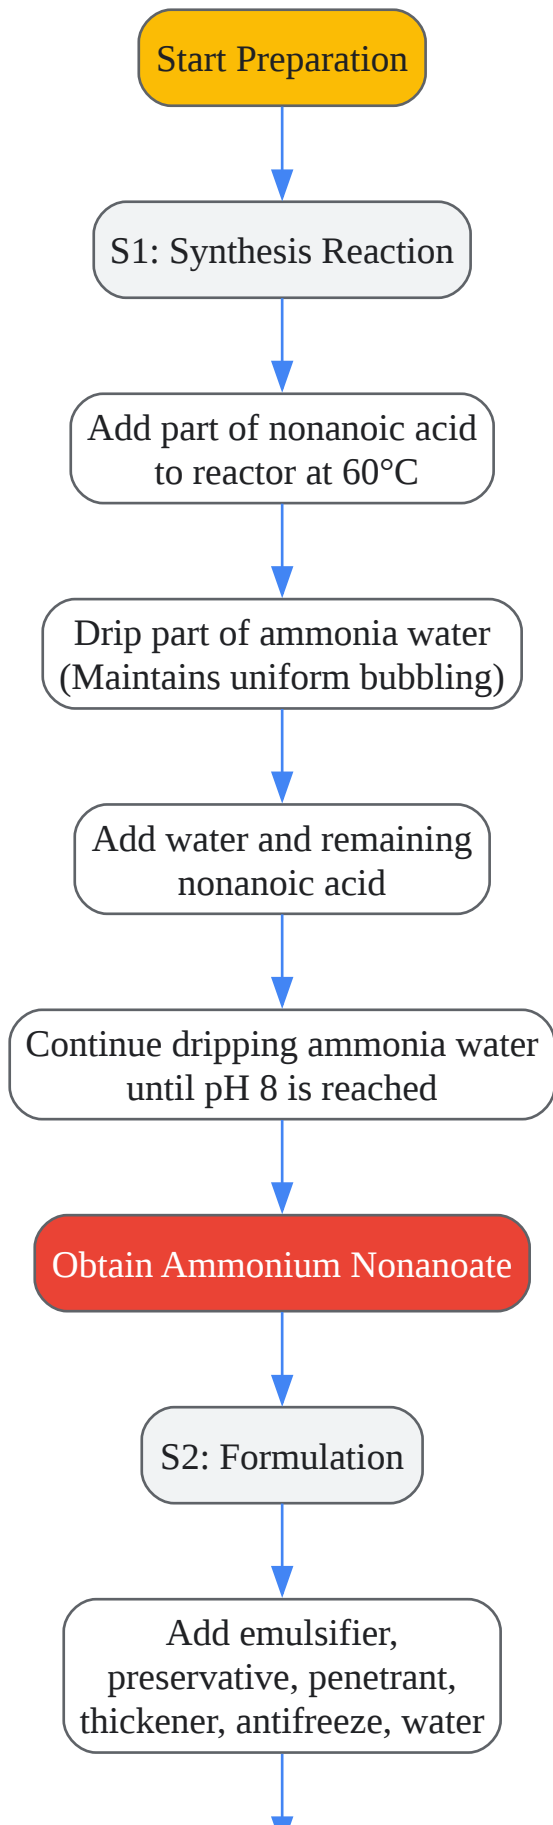 Start Preparation
S1: Synthesis Reaction
Add part of nonanoic acid
to reactor at 60°C
Drip part of ammonia water
(Maintains uniform bubbling)
Add water and remaining
nonanoic acid
Continue dripping ammonia water
until pH 8 is reached
Obtain Ammonium Nonanoate
S2: Formulation
Add emulsifier,
preservative, penetrant,
thickener, antifreeze, water